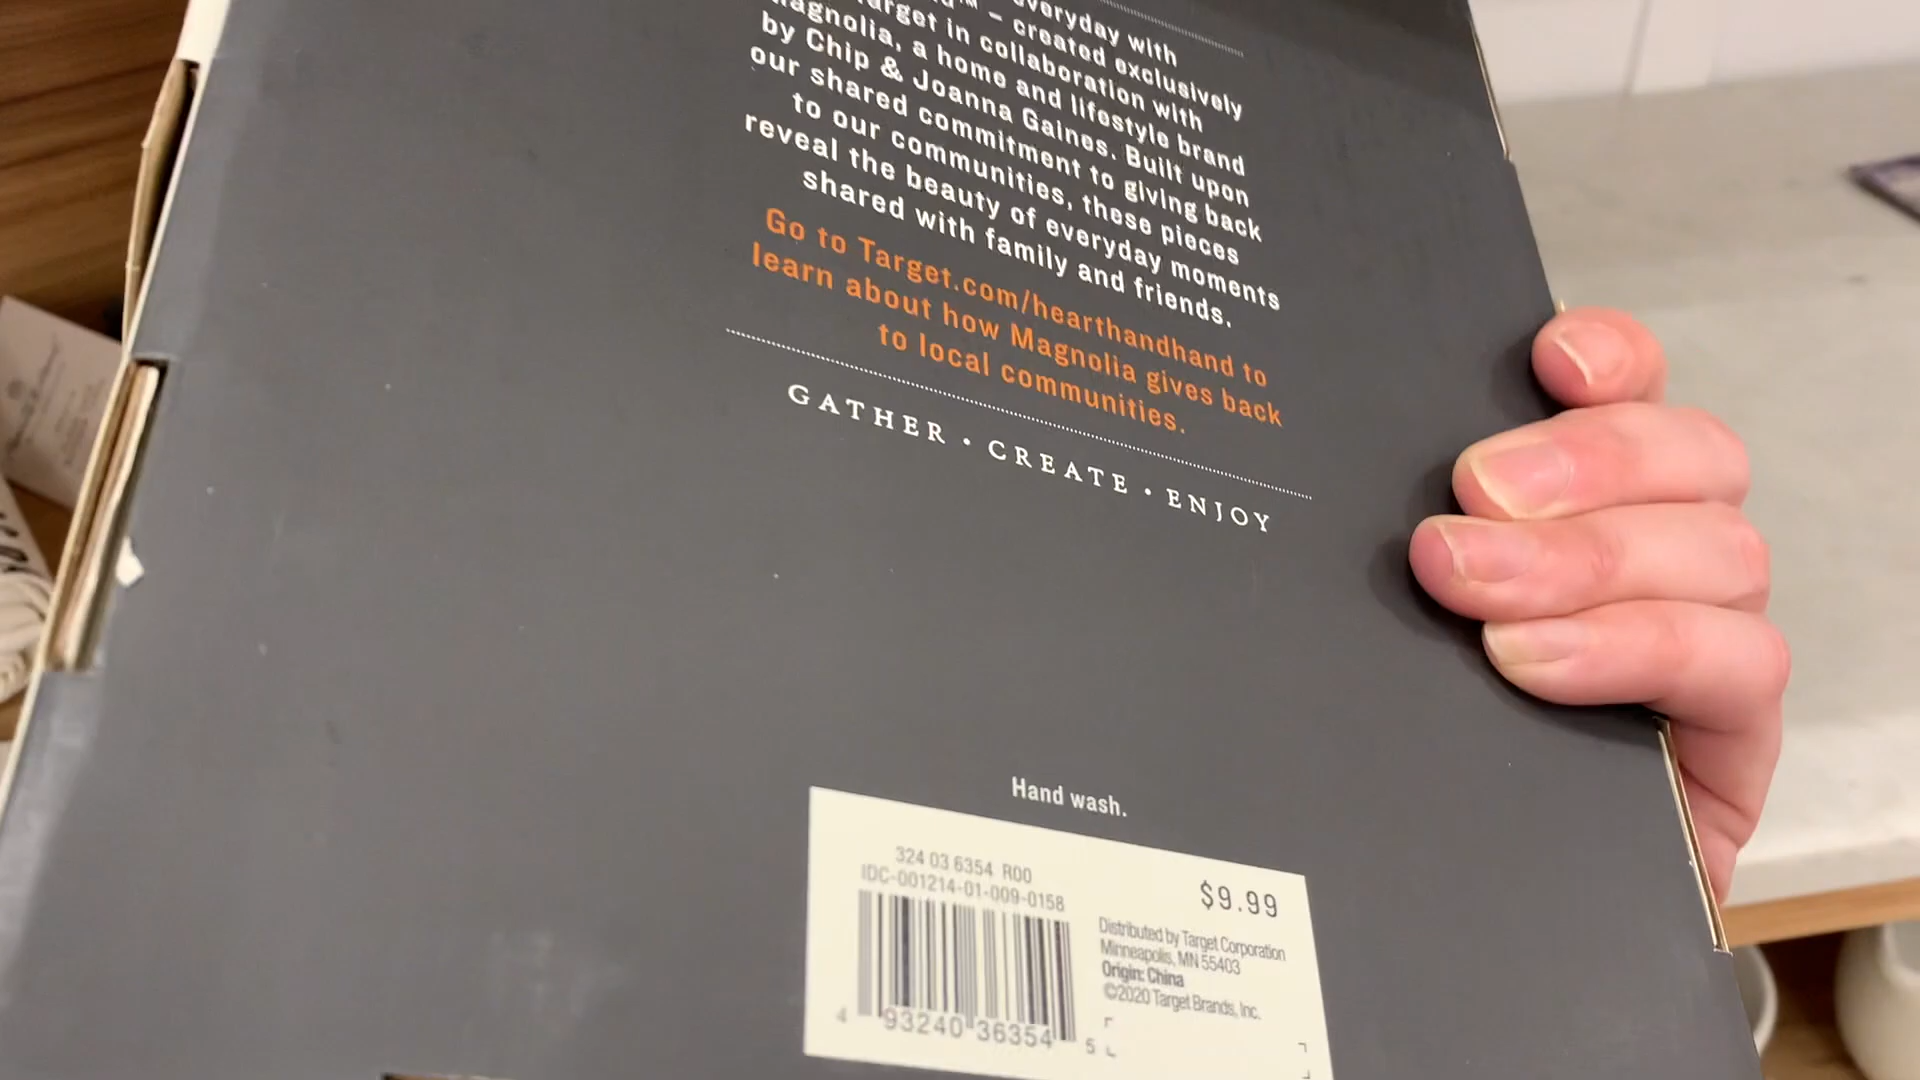 everyday with
Target in collaboration with
– created exclusively
Magnolia, a home and lifestyle brand
by Chip & Joanna Gaines. Built upon
our shared commitment to giving back
to our communities, these pieces
reveal the beauty of everyday moments
shared with family and friends.
Go to Target.com/hearthandhand to
learn about how Magnolia gives back
to local communities.
GATHER • CREATE • ENJOY
Hand wash.
324 03 6354 R00
IDC-001214-01-009-0158
$9.99
Distributed by Target Corporation
Minneapolis, MN 55403
Origin: China
©2020 Target Brands, Inc.
4 93240 36354 5